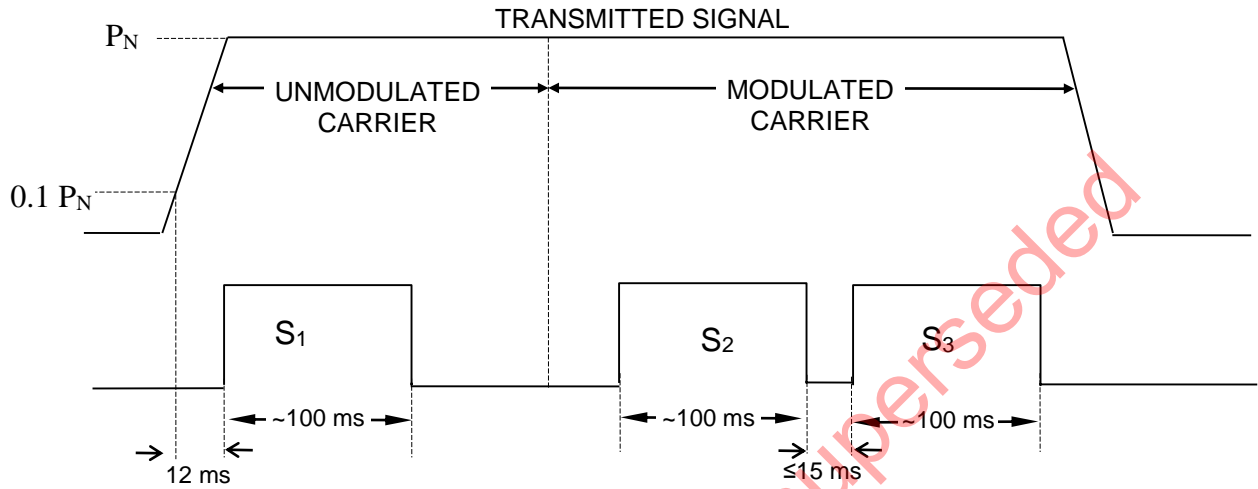 TRANSMITTED SIGNAL
P_N
UNMODULATED
CARRIER
MODULATED
CARRIER
0.1 P_N
S₁
S₂
S₃
~100 ms
~100 ms
~100 ms
12 ms
≤15 ms
superseded